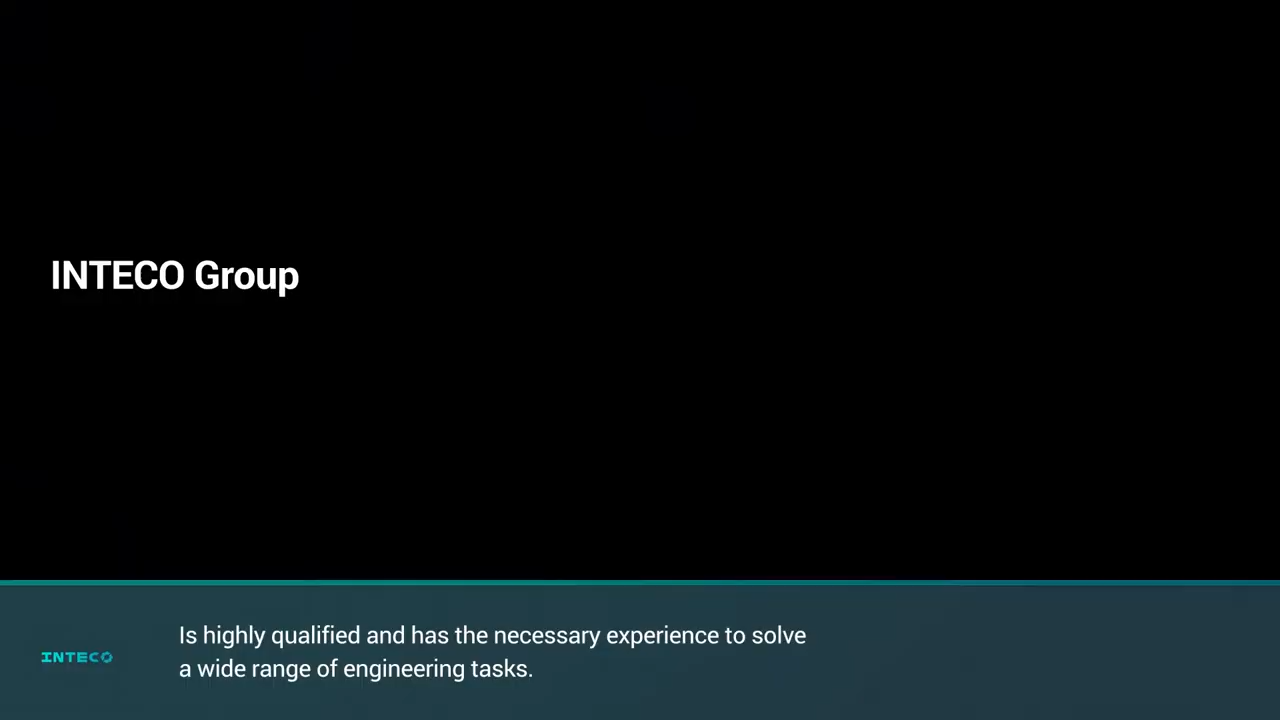 INTECO Group
INTECO
Is highly qualified and has the necessary experience to solve
a wide range of engineering tasks.